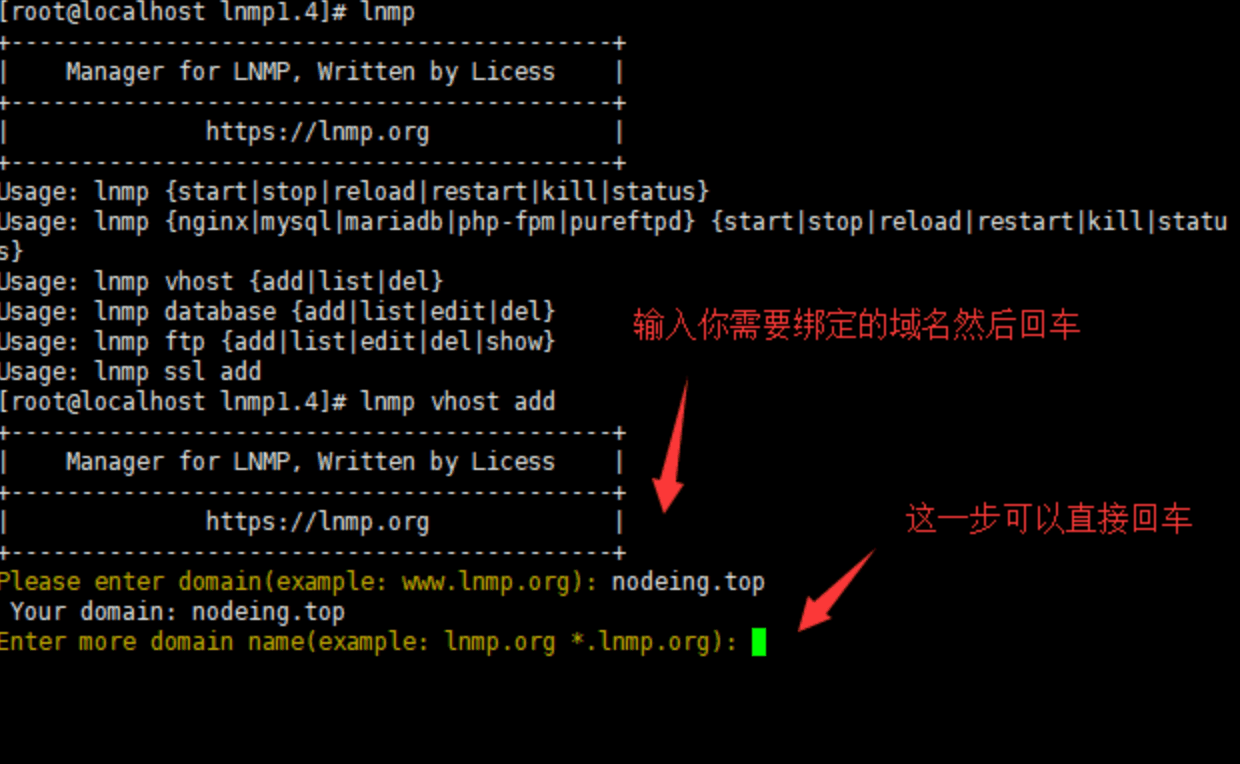 [root@localhost lnmp1.4]# lnmp
+-------------------------------------------+
|    Manager for LNMP, Written by Licess    |
+-------------------------------------------+
|              https://lnmp.org             |
+-------------------------------------------+
Usage: lnmp {start|stop|reload|restart|kill|status}
Usage: lnmp {nginx|mysql|mariadb|php-fpm|pureftpd} {start|stop|reload|restart|kill|statu
s}
Usage: lnmp vhost {add|list|del}
Usage: lnmp database {add|list|edit|del}
输入你需要绑定的域名然后回车
Usage: lnmp ftp {add|list|edit|del|show}
Usage: lnmp ssl add
[root@localhost lnmp1.4]# lnmp vhost add
+-------------------------------------------+
|    Manager for LNMP, Written by Licess    |
+-------------------------------------------+
|              https://lnmp.org             |
这一步可以直接回车
+-------------------------------------------+
Please enter domain(example: www.lnmp.org): nodeing.top
 Your domain: nodeing.top
Enter more domain name(example: lnmp.org *.lnmp.org):